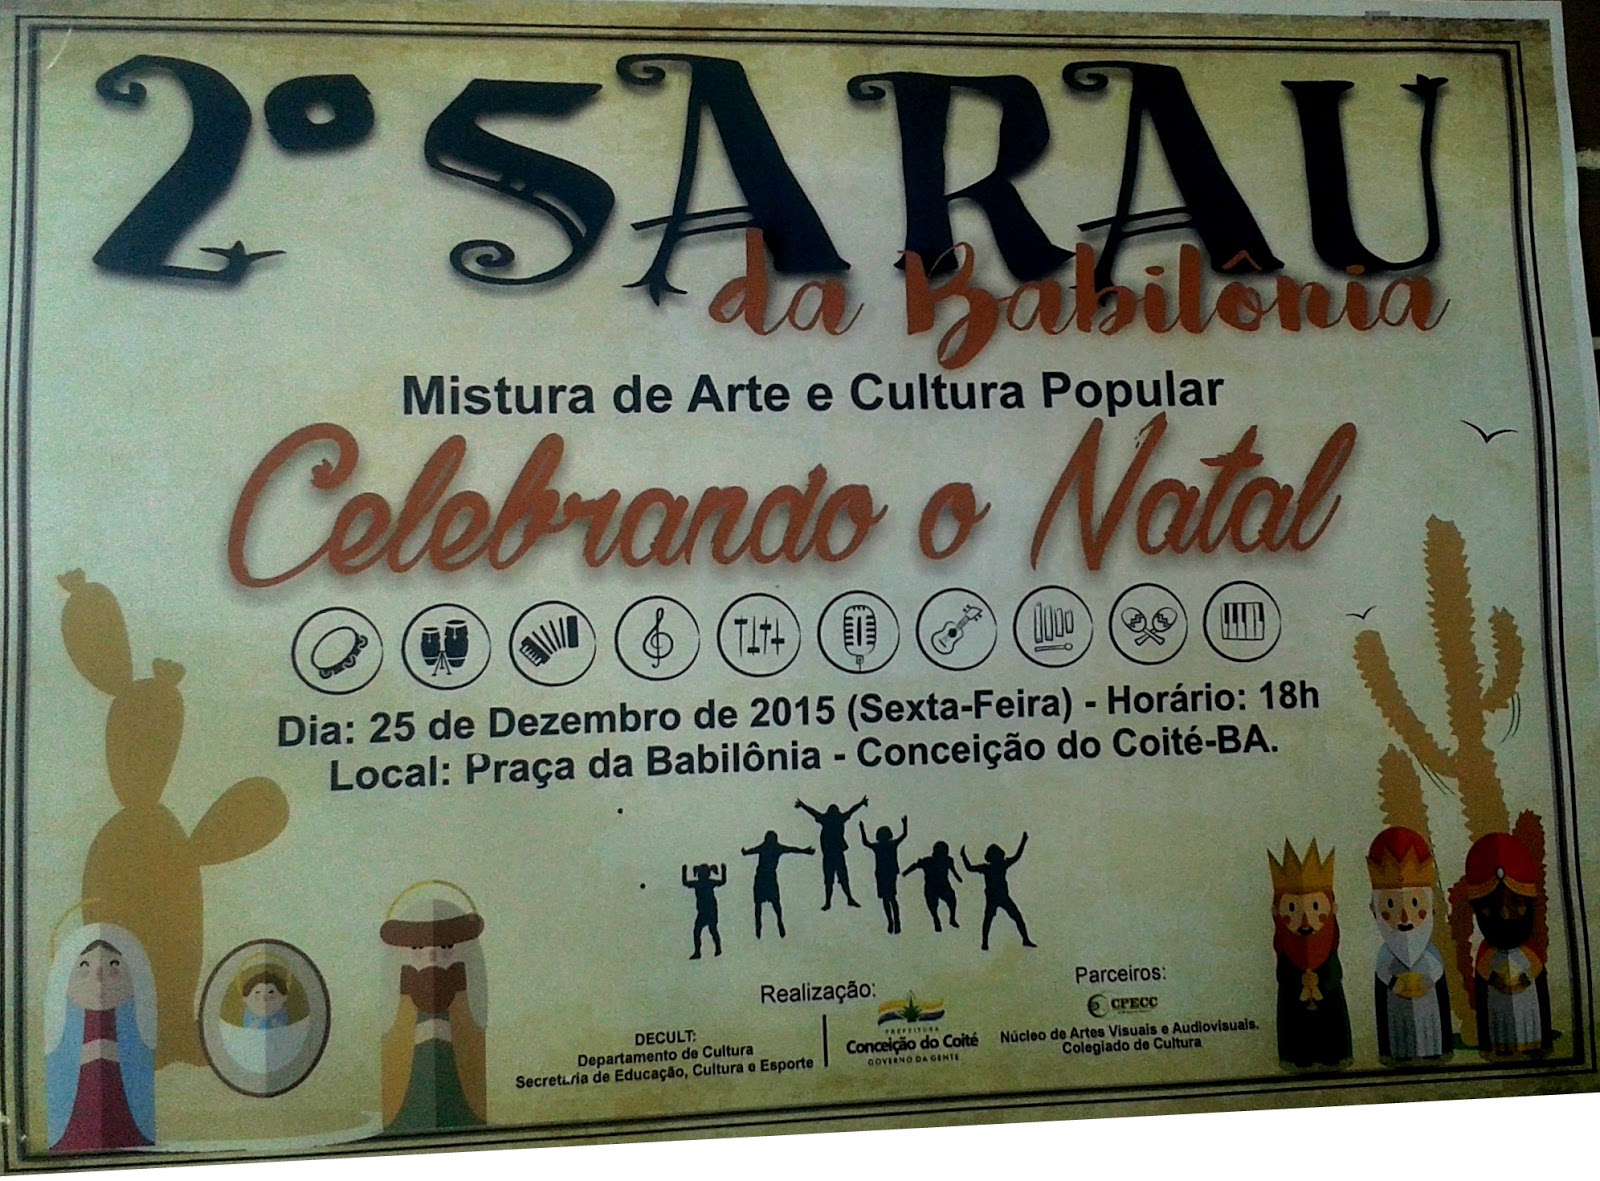 2º SARAU
da Babilônia
Mistura de Arte e Cultura Popular
Celebrando o Natal
Dia: 25 de Dezembro de 2015 (Sexta-Feira) - Horário: 18h
Local: Praça da Babilônia - Conceição do Coité-BA.
Realização:
DECULT:
Departamento de Cultura
Secretaria de Educação, Cultura e Esporte
PREFEITURA
Conceição do Coité
GOVERNO DA GENTE
Parceiros:
CPECC
Núcleo de Artes Visuais e Audiovisuais.
Colegiado de Cultura